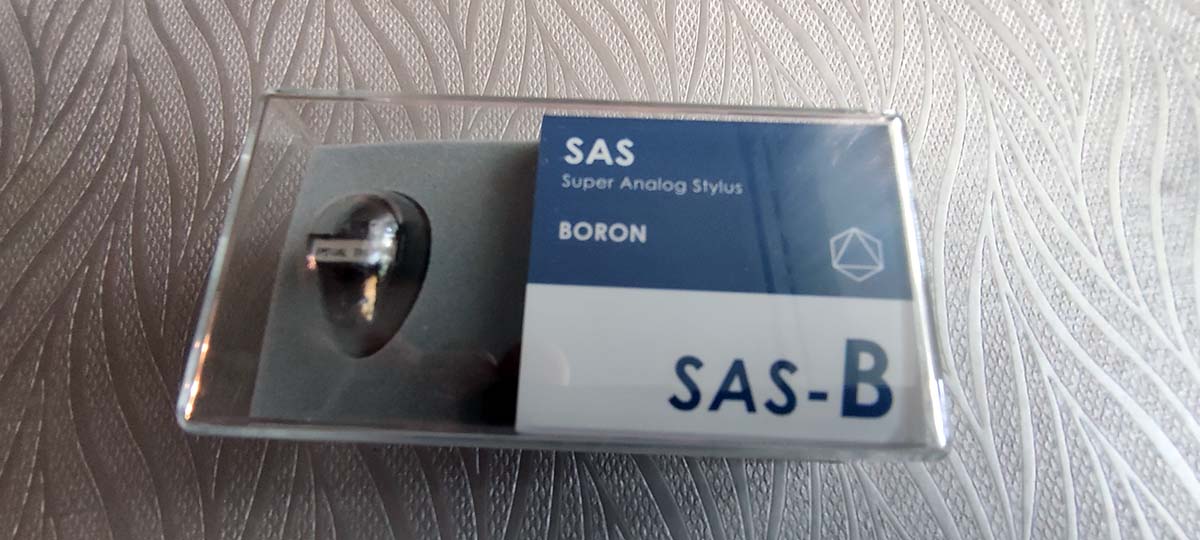 SAS
Super Analog Stylus
BORON
SAS-B